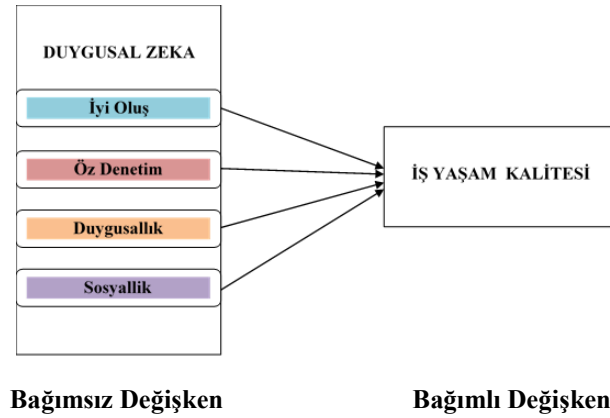 DUYGUSAL ZEKA
İyi Oluş
Öz Denetim
Duygusallık
Sosyallik
İŞ YAŞAM KALİTESİ
Bağımsız Değişken
Bağımlı Değişken